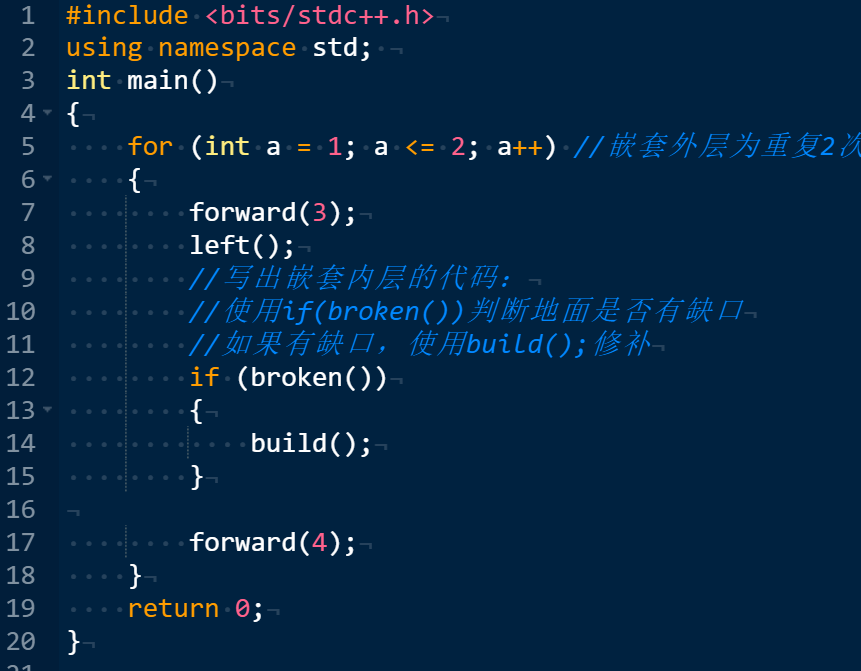 1 #include <bits/stdc++.h>
2 using namespace std;
3 int main()
4 {
5 for (int a = 1; a <= 2; a++) //嵌套外层为重复2次
6 {
7 forward(3);
8 left();
9 //写出嵌套内层的代码：
10 //使用if(broken())判断地面是否有缺口
11 //如果有缺口，使用build();修补
12 if (broken())
13 {
14 build();
15 }
16
17 forward(4);
18 }
19 return 0;
20 }